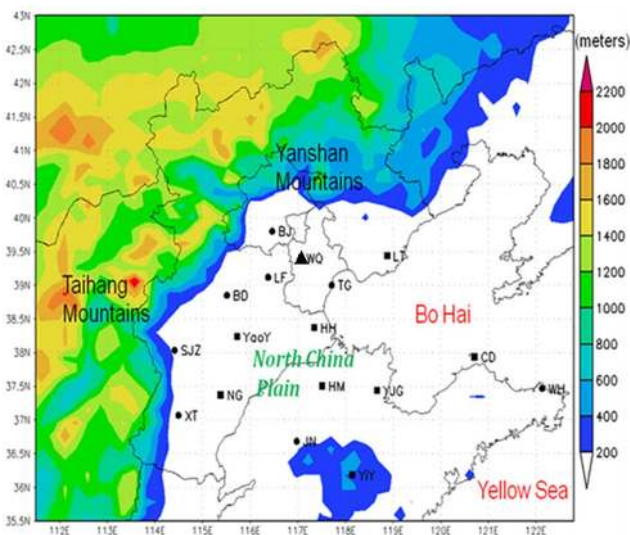 43N
(meters)
42.5N
42N
2200
41.5N
2000
41N
Yanshan
1800
Mountains
40.5N
1600
40N
BJ
1400
39.5N
WQ
LT
Taihang
LF
1200
39N
TG
Mountains
BD
Bo Hai
1000
38.5N
HH
YooY
800
SJZ
North China
CD
38N
600
Plain
37.5N
NG
HM
YJG
WH
400
37N
XT
JN
200
36.5N
YIY
36N
Yellow Sea
35.5N
112E 113E 114E 115E 116E 117E 118E 119E 120E 121E 122E